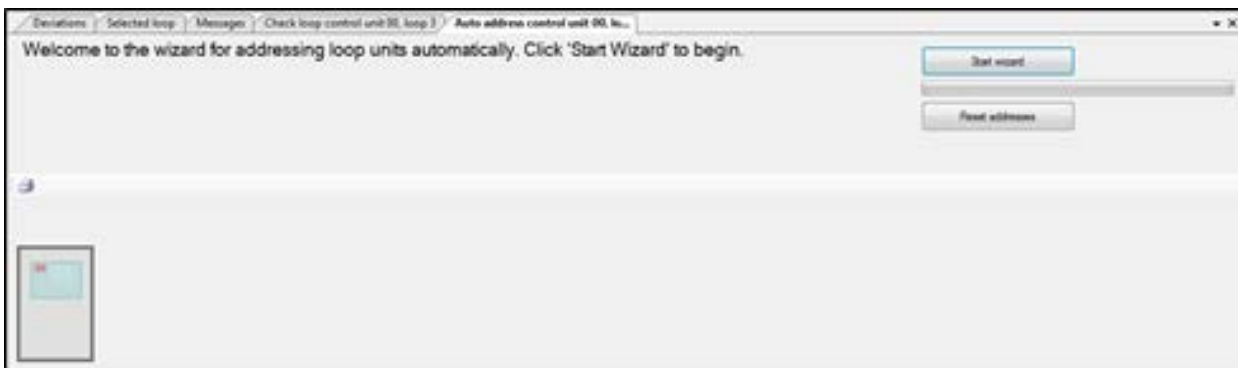 Deviations
Selected loop
Messages
Check loop control unit 00, loop 3
Auto address control unit 00, lo...
Welcome to the wizard for addressing loop units automatically. Click 'Start Wizard' to begin.
Start wizard
Reset addresses